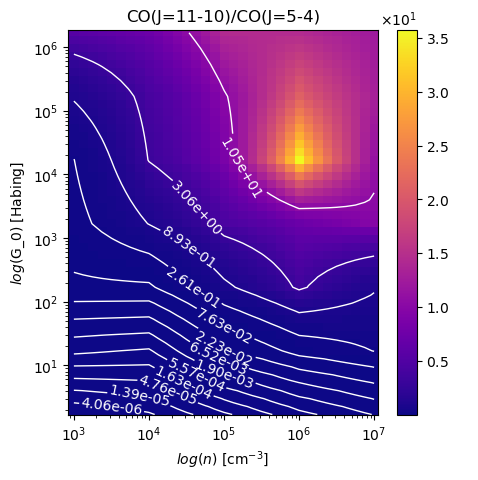 CO(J=11-10)/CO(J=5-4)
×10¹
10⁶
10⁵
10⁴
10³
10²
10¹
log(G_0) [Habing]
1.05e+01
3.06e+00
8.93e-01
2.61e-01
7.63e-02
2.23e-02
6.52e-03
1.90e-03
5.57e-04
1.63e-04
4.76e-05
1.39e-05
4.06e-06
10³ 10⁴ 10⁵ 10⁶ 10⁷
log(n) [cm⁻³]
3.5
3.0
2.5
2.0
1.5
1.0
0.5